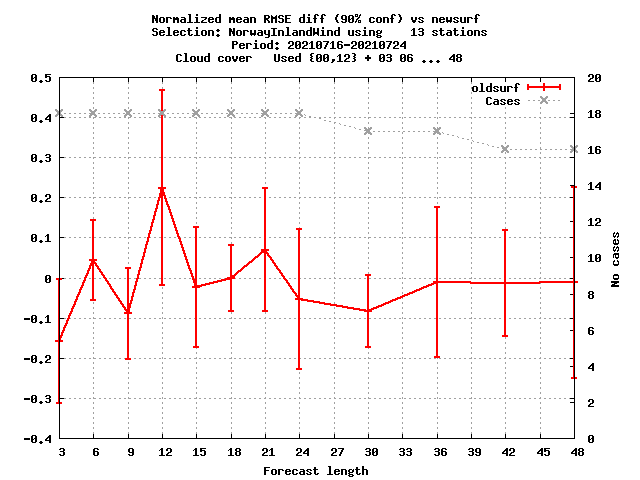 Normalized mean RMSE diff (90% conf) vs newsurf
Selection: NorwayInlandWind using 13 stations
Period: 20210716-20210724
Cloud cover Used {00,12} + 03 06 ... 48
oldsurf
Cases
0.5
0.4
0.3
0.2
0.1
0
-0.1
-0.2
-0.3
-0.4
20
18
16
14
12
10
8
6
4
2
0
No cases
3 6 9 12 15 18 21 24 27 30 33 36 39 42 45 48
Forecast length